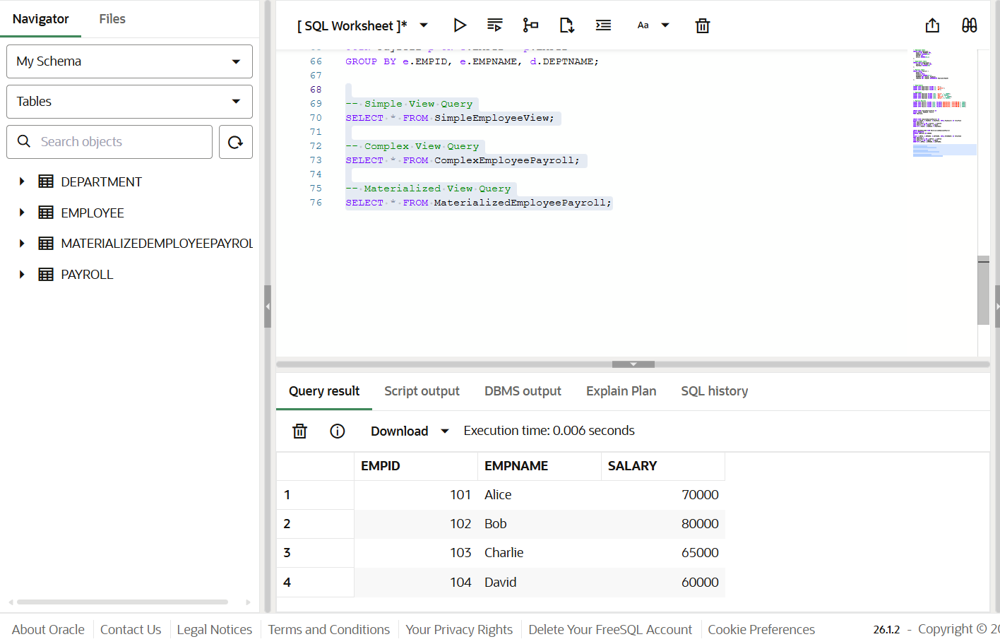 Navigator Files
My Schema
Tables
Search objects
DEPARTMENT
EMPLOYEE
MATERIALIZEDEMPLOYEEPAYROL
PAYROLL
[ SQL Worksheet ]*
Aa
66 GROUP BY e.EMPID, e.EMPNAME, d.DEPTNAME;
67
68
69 -- Simple View Query
70 SELECT * FROM SimpleEmployeeView;
71
72 -- Complex View Query
73 SELECT * FROM ComplexEmployeePayroll;
74
75 -- Materialized View Query
76 SELECT * FROM MaterializedEmployeePayroll;
Query result Script output DBMS output Explain Plan SQL history
Download Execution time: 0.006 seconds
EMPID EMPNAME SALARY
1 101 Alice 70000
2 102 Bob 80000
3 103 Charlie 65000
4 104 David 60000
About Oracle Contact Us Legal Notices Terms and Conditions Your Privacy Rights Delete Your FreeSQL Account Cookie Preferences 26.1.2 - Copyright © 20